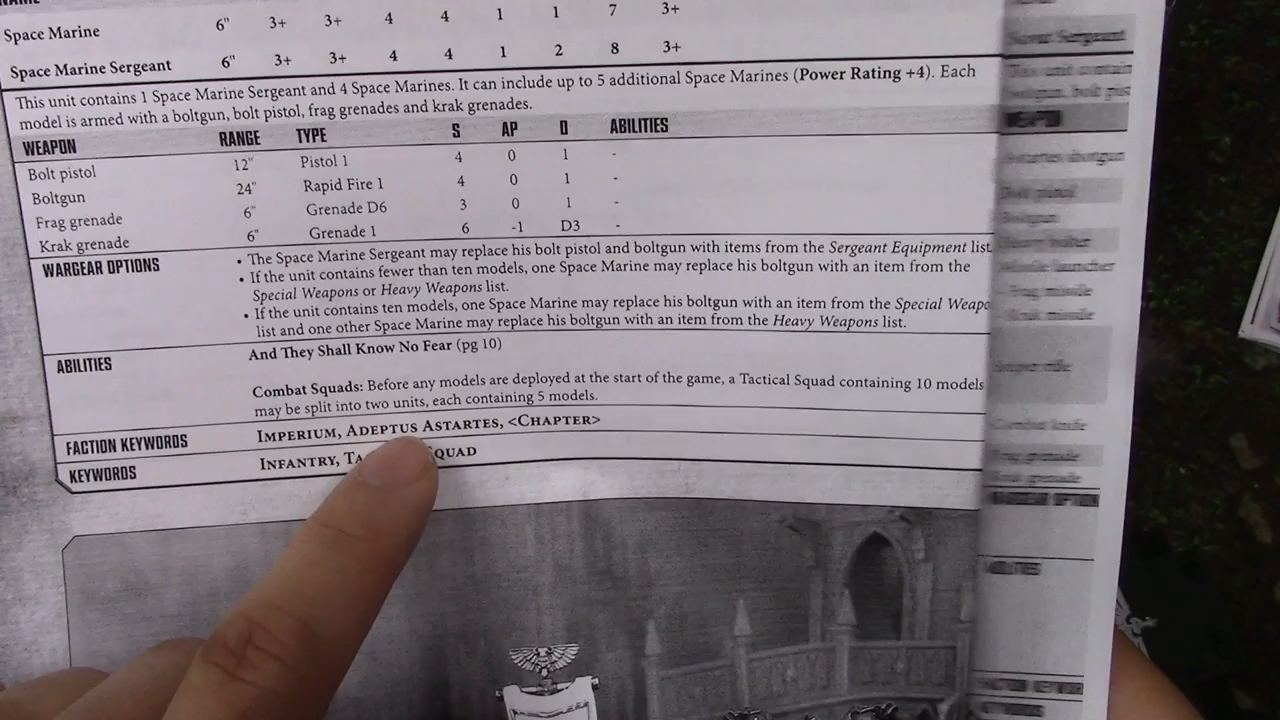 Space Marine 6" 3+ 3+ 4 4 1 1 7 3+
Space Marine Sergeant 6" 3+ 3+ 4 4 1 2 8 3+
This unit contains 1 Space Marine Sergeant and 4 Space Marines. It can include up to 5 additional Space Marines (Power Rating +4). Each
model is armed with a boltgun, bolt pistol, frag grenades and krak grenades.
WEAPON RANGE TYPE S AP D ABILITIES
Bolt pistol 12" Pistol 1 4 0 1 -
Boltgun 24" Rapid Fire 1 4 0 1 -
Frag grenade 6" Grenade D6 3 0 1 -
Krak grenade 6" Grenade 1 6 -1 D3 -
WARGEAR OPTIONS • The Space Marine Sergeant may replace his bolt pistol and boltgun with items from the Sergeant Equipment list
• If the unit contains fewer than ten models, one Space Marine may replace his boltgun with an item from the
Special Weapons or Heavy Weapons list.
• If the unit contains ten models, one Space Marine may replace his boltgun with an item from the Special Weapo
list and one other Space Marine may replace his boltgun with an item from the Heavy Weapons list.
ABILITIES And They Shall Know No Fear (pg 10)
Combat Squads: Before any models are deployed at the start of the game, a Tactical Squad containing 10 models
may be split into two units, each containing 5 models.
FACTION KEYWORDS IMPERIUM, ADEPTUS ASTARTES, <CHAPTER>
KEYWORDS INFANTRY, TA QUAD